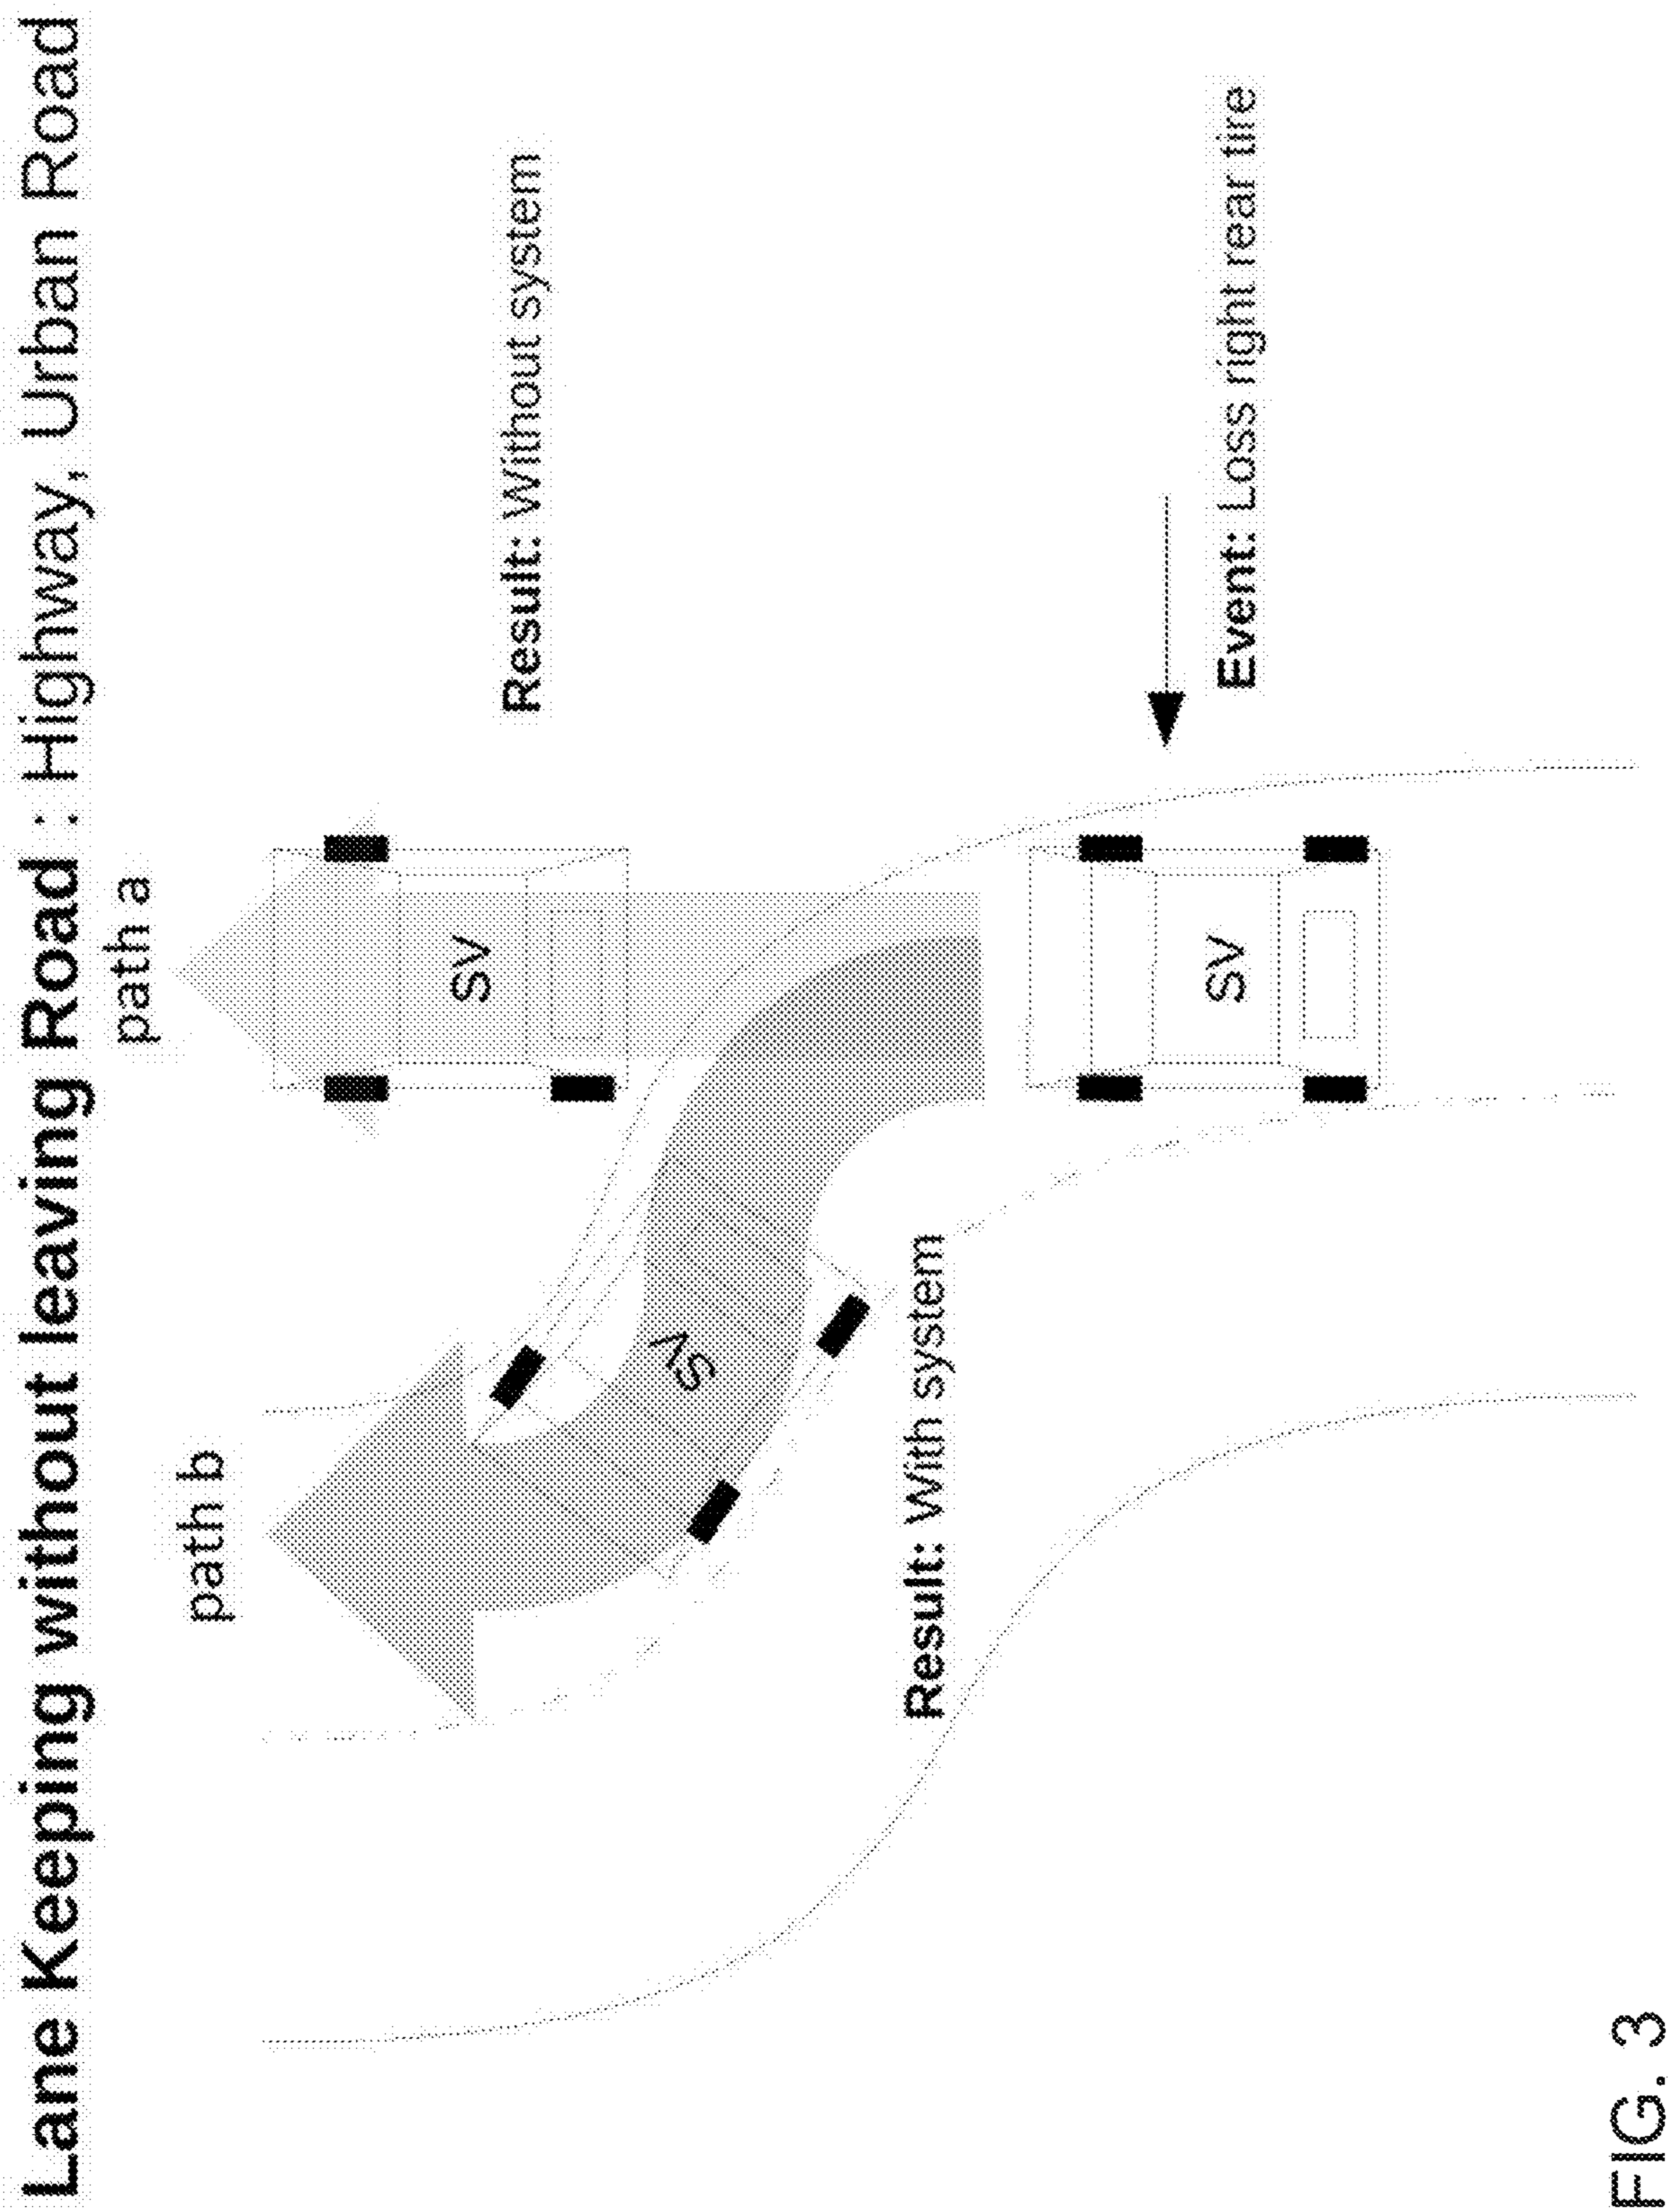 Lane Keeping without leaving Road : Highway, Urban Road
path a
path b
SV
Result: Without system
SV
Result: With system
SV
Event: Loss right rear tire
FIG. 3